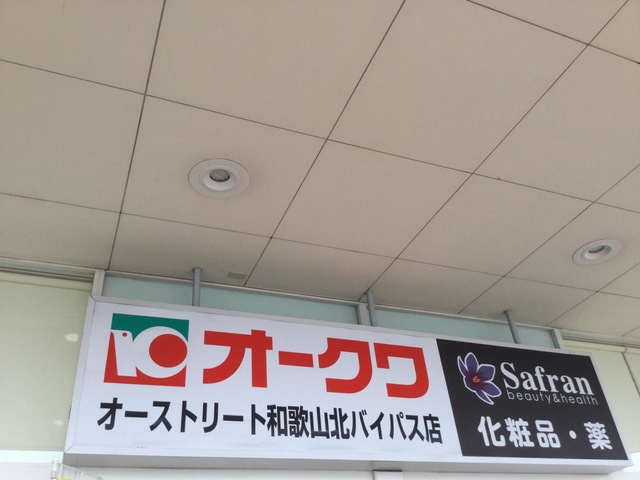 オークワ
オーストリート和歌山北バイパス店
Safran
beauty&health
化粧品・薬